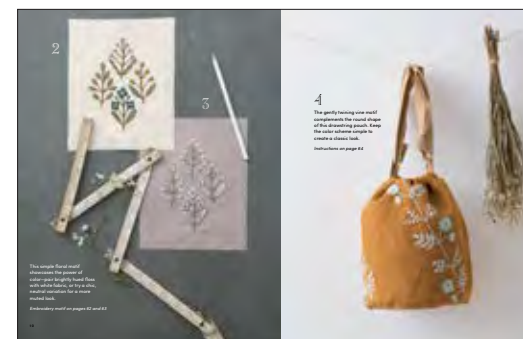 2
3
This simple floral motif
showcases the power of
color—pair brightly hued floss
with white fabric, or try a chic,
neutral variation for a more
muted look.
Embroidery motif on pages 62 and 63
4
The gently twining vine motif
complements the round shape
of this drawstring pouch. Keep
the color scheme simple to
create a classic look.
Instructions on page 64